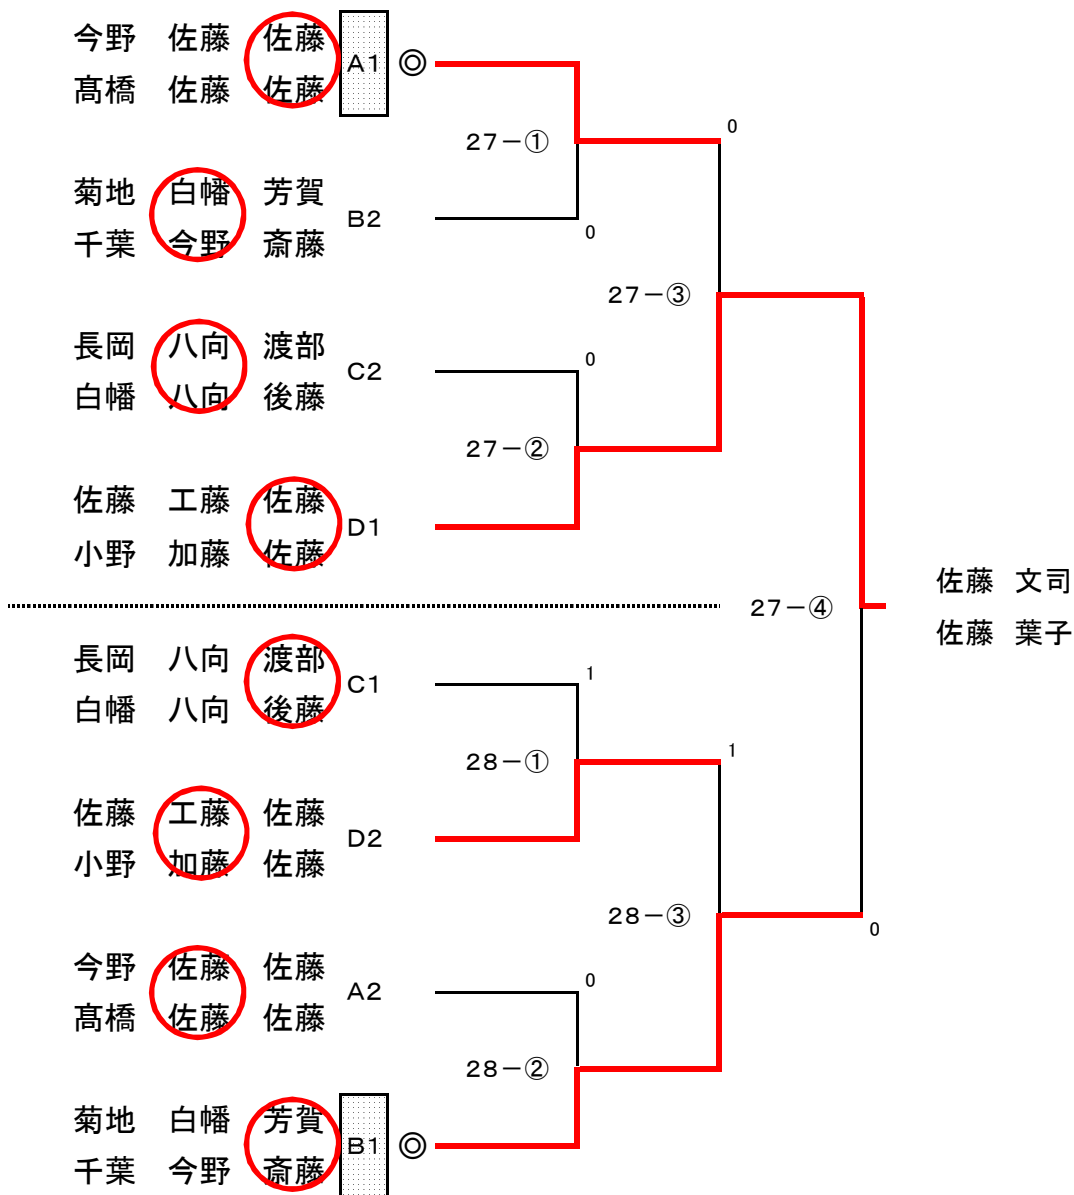 今野 佐藤 佐藤 A1 ◎
髙橋 佐藤 佐藤
0
27－①
菊地 白幡 芳賀 B2
千葉 今野 斎藤
0
27－③
長岡 八向 渡部 C2
白幡 八向 後藤
0
27－②
佐藤 工藤 佐藤 D1
小野 加藤 佐藤
27－④
佐藤 文司
佐藤 葉子
長岡 八向 渡部 C1
白幡 八向 後藤
1
28－①
1
佐藤 工藤 佐藤 D2
小野 加藤 佐藤
28－③
0
今野 佐藤 佐藤 A2
髙橋 佐藤 佐藤
0
28－②
菊地 白幡 芳賀 B1 ◎
千葉 今野 斎藤